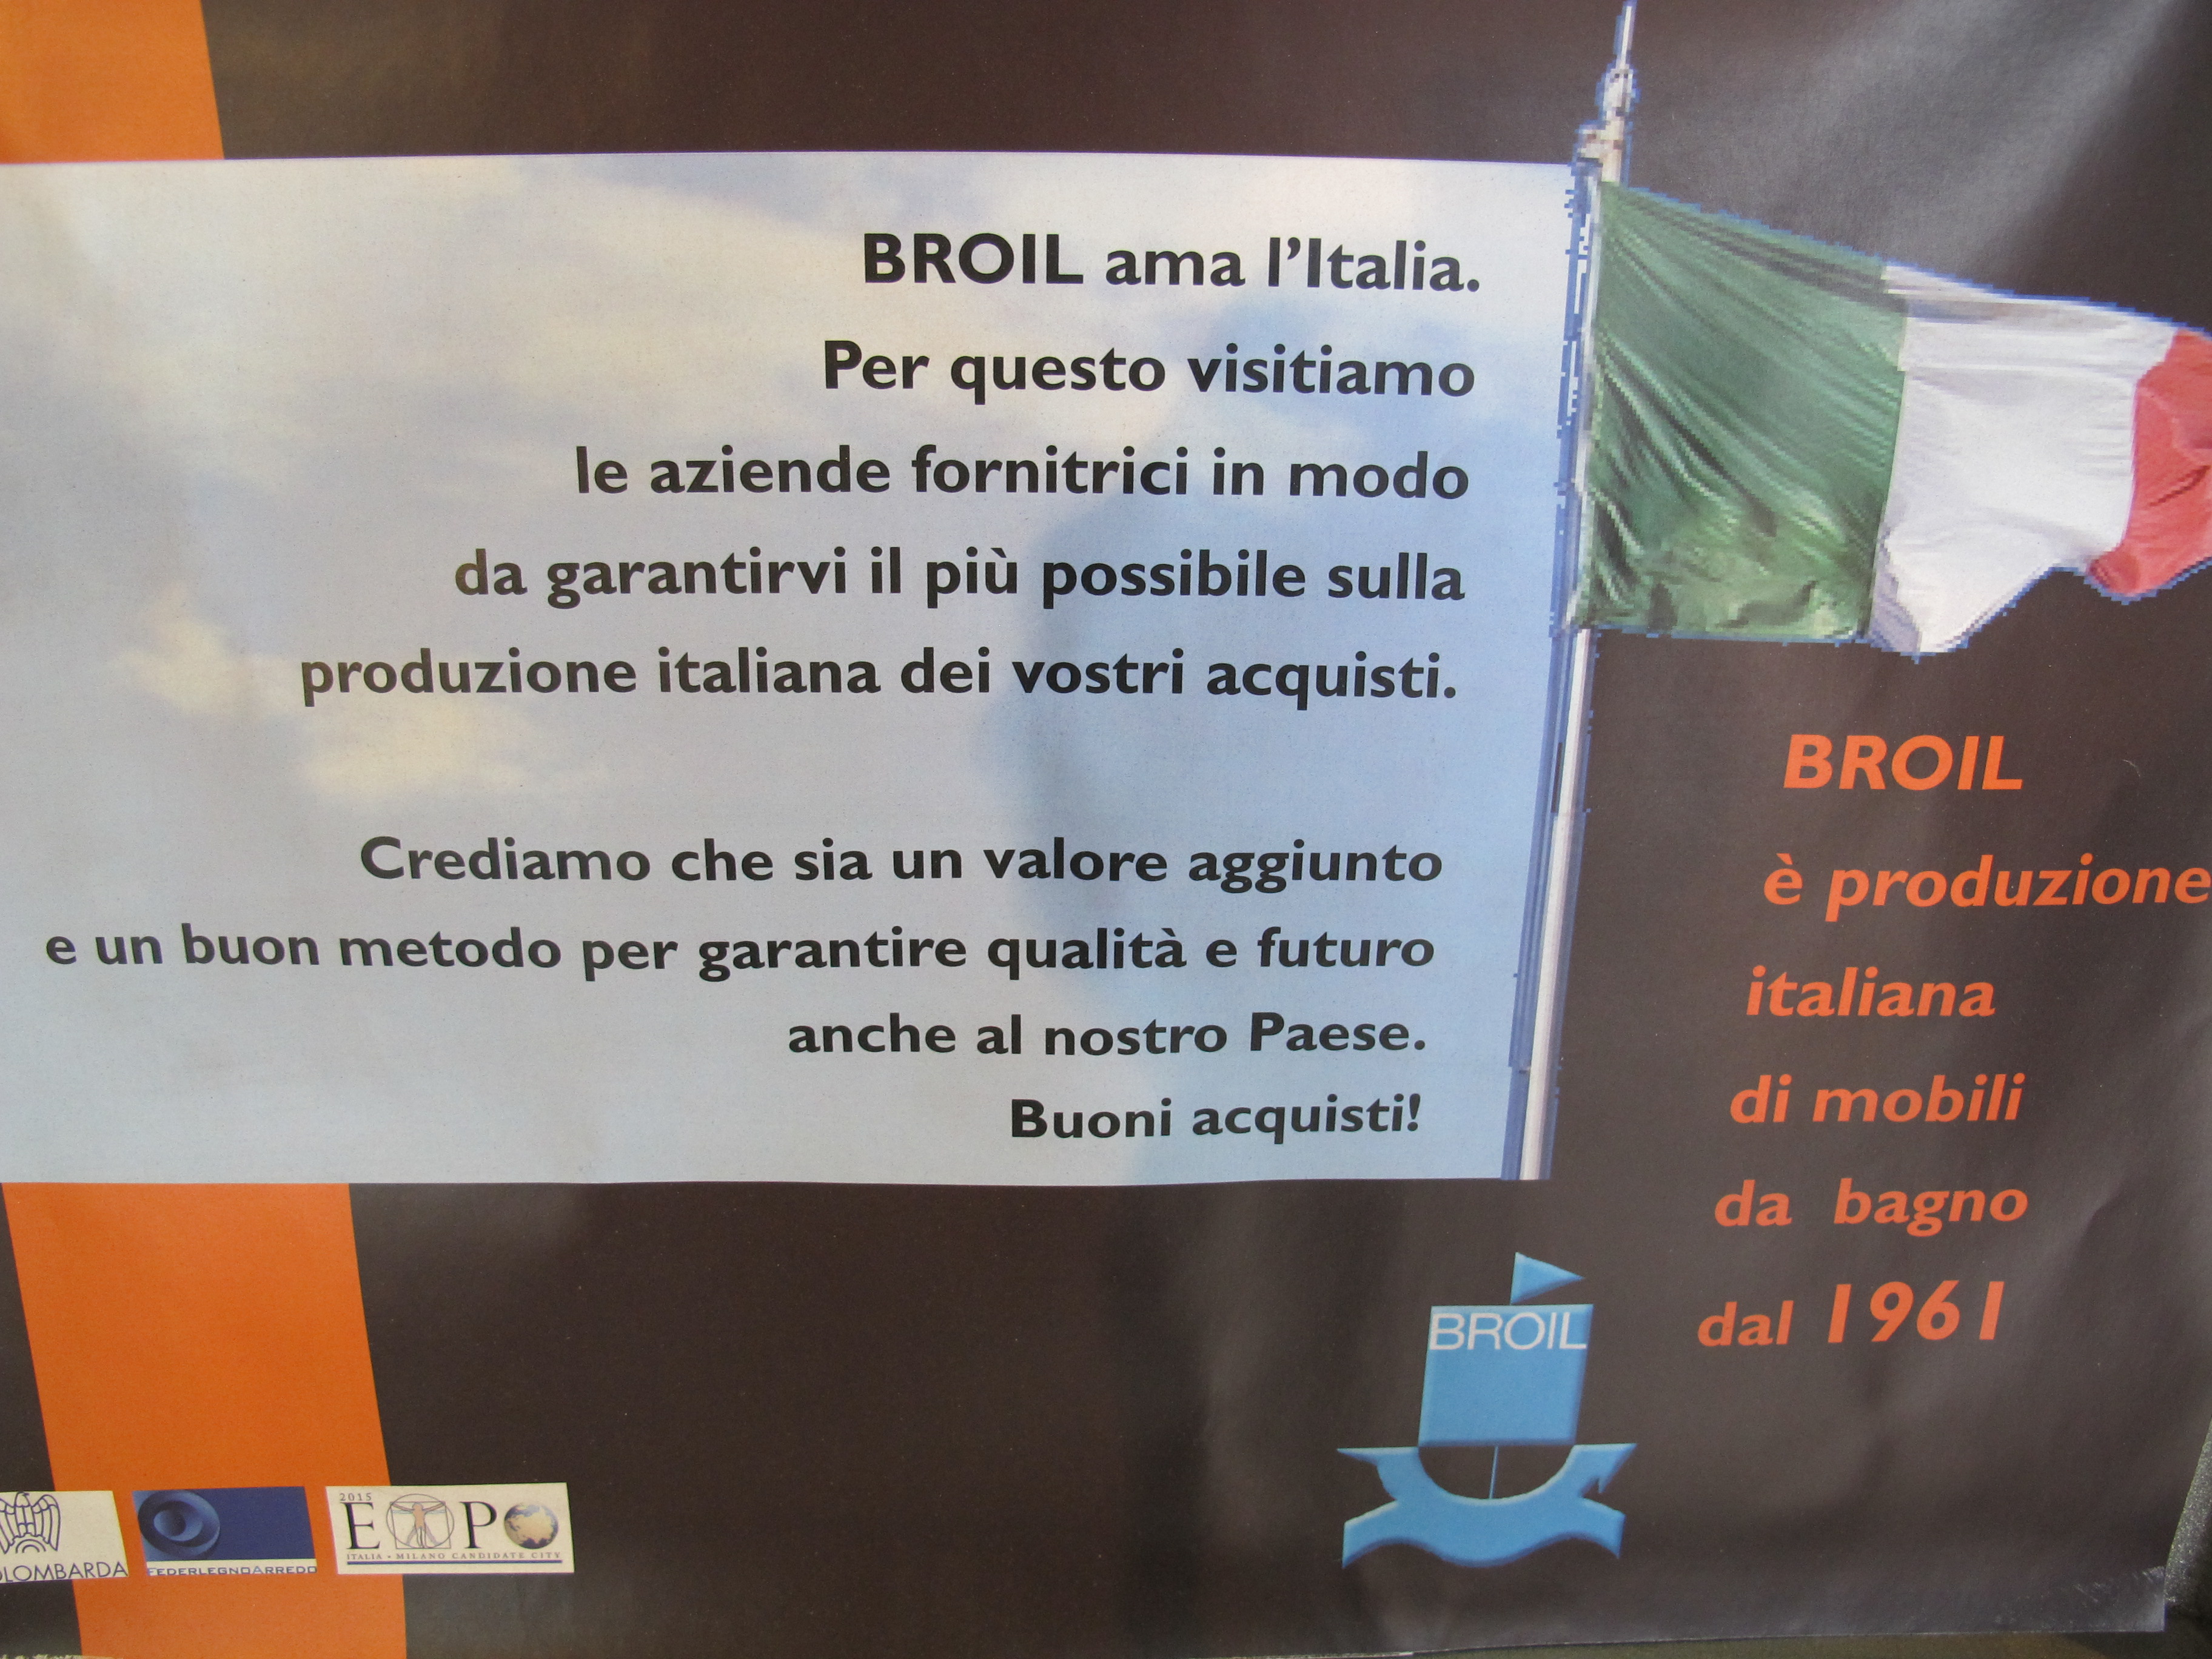 BROIL ama l'Italia.
Per questo visitiamo
le aziende fornitrici in modo
da garantirvi il più possibile sulla
produzione italiana dei vostri acquisti.
Crediamo che sia un valore aggiunto
e un buon metodo per garantire qualità e futuro
anche al nostro Paese.
Buoni acquisti!
BROIL
è produzione
italiana
di mobili
da bagno
dal 1961
BROIL
OLOMBARDA
FEDERLEGNOARREDO
2015
EXPO
ITALIA • MILANO CANDIDATE CITY